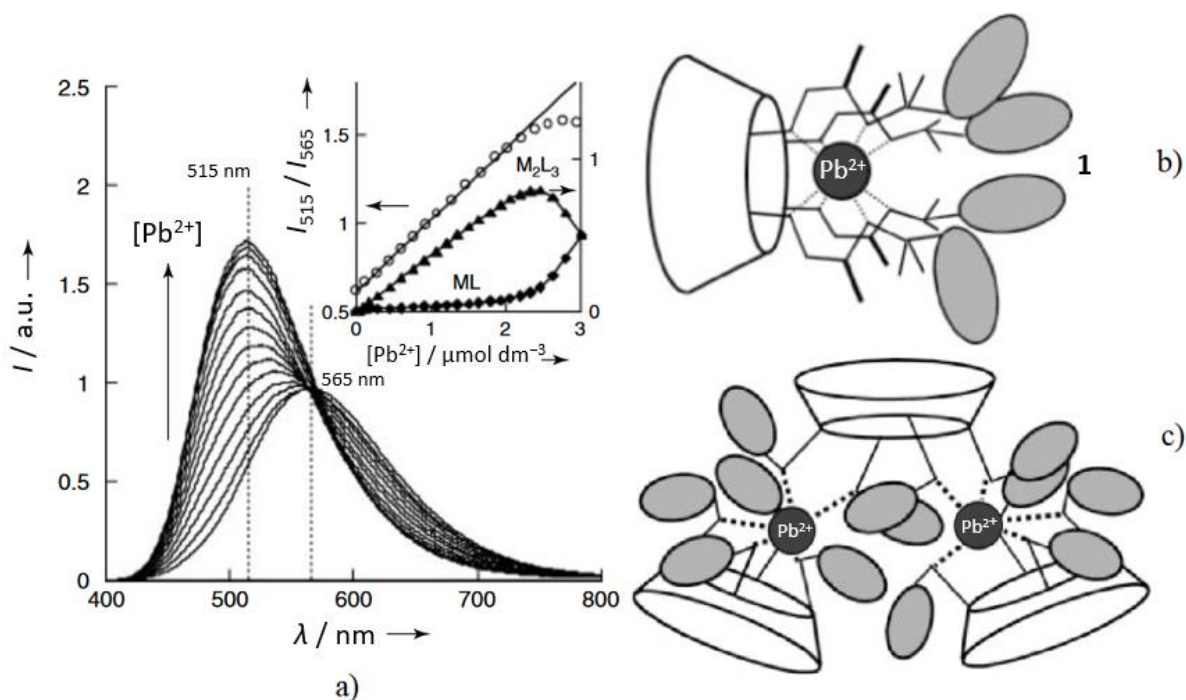 2.5
2
1.5
1
0.5
0
400
500
600
700
800
I / a.u.
λ / nm
[Pb²⁺]
515 nm
565 nm
I₅₁₅ / I₅₆₅
1.5
1
0.5
0
1
2
3
1
0
M₂L₃
ML
[Pb²⁺] / μmol dm⁻³
a)
Pb²⁺
1
b)
Pb²⁺
Pb²⁺
c)